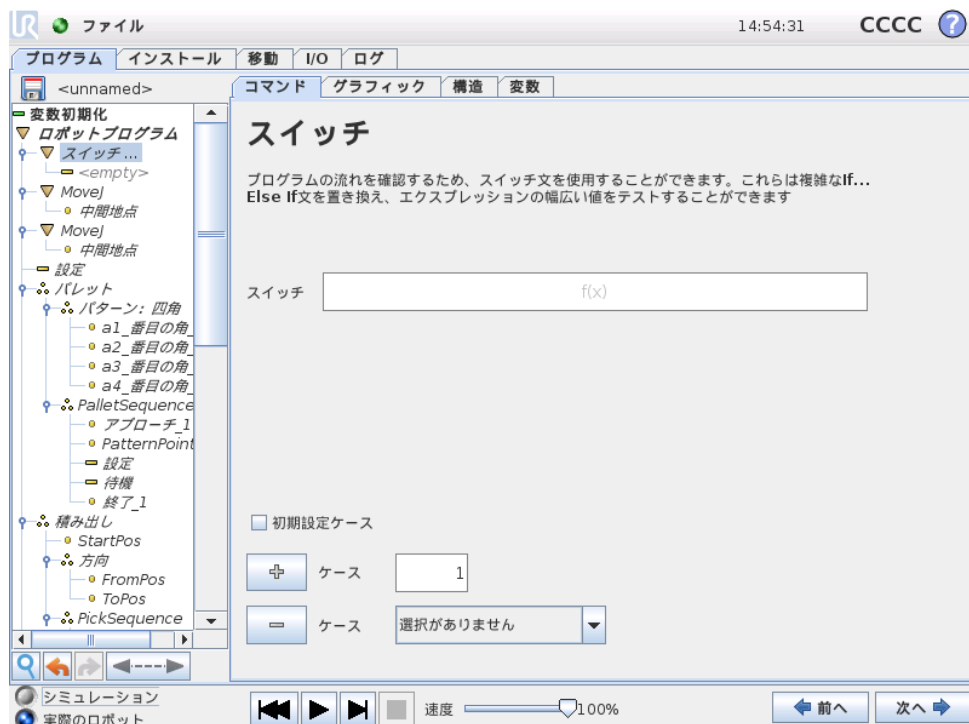 UR ファイル 14:54:31 CCCC ?
プログラム インストール 移動 I/O ログ
<unnamed>
コマンド グラフィック 構造 変数
変数初期化
ロボットプログラム
スイッチ ...
<empty>
MoveJ
中間地点
MoveJ
中間地点
設定
パレット
パターン: 四角
a1_番目の角_
a2_番目の角_
a3_番目の角_
a4_番目の角_
PalletSequence
アプローチ_1
PatternPoint
設定
待機
終了_1
積み出し
StartPos
方向
FromPos
ToPos
PickSequence
スイッチ
プログラムの流れを確認するため、スイッチ文を使用することができます。これらは複雑なIf...
Else If文を置き換え、エクスプレッションの幅広い値をテストすることができます
スイッチ f(x)
初期設定ケース
ケース 1
ケース 選択がありません
シミュレーション
実際のロボット
速度 100%
前へ 次へ